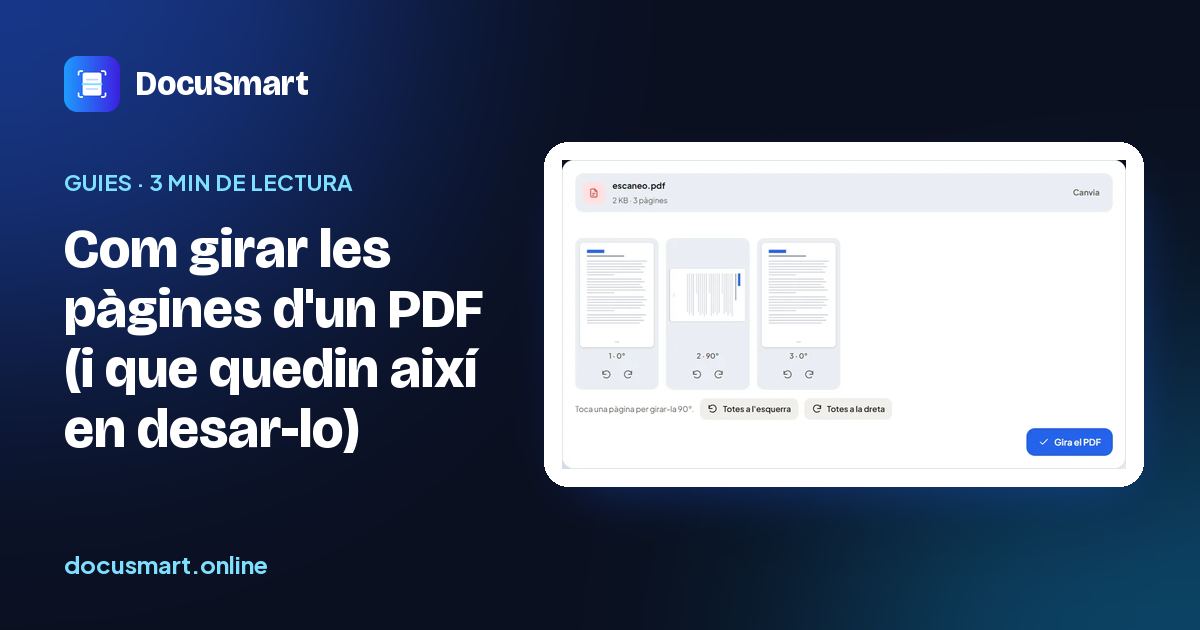 DocuSmart
GUIES · 3 MIN DE LECTURA
Com girar les
pàgines d'un PDF
(i que quedin així
en desar-lo)
docusmart.online
escaneo.pdf
2 KB · 3 pàgines
Canvia
1 · 0°
2 · 90°
3 · 0°
Toca una pàgina per girar-la 90°.
Totes a l'esquerra
Totes a la dreta
Gira el PDF